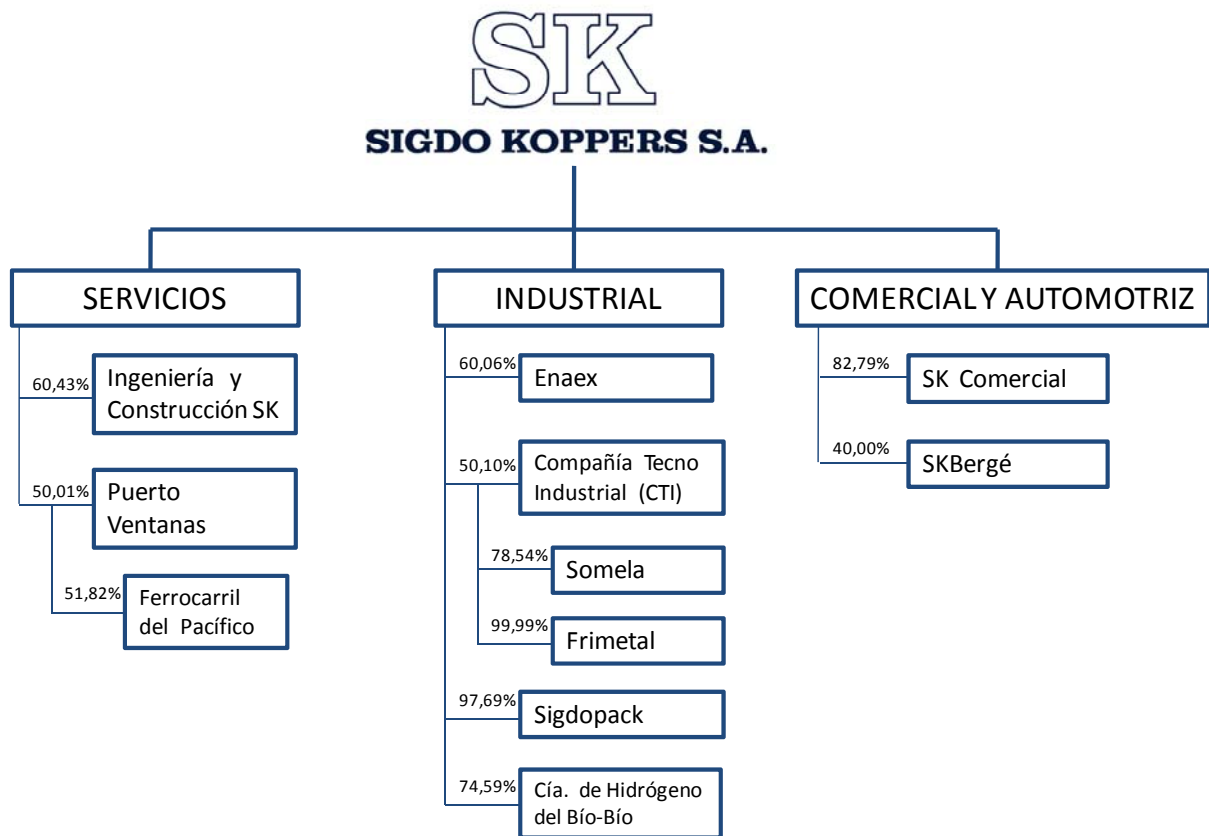 SK
SIGDO KOPPERS S.A.
SERVICIOS
60,43%
Ingeniería y
Construcción SK
50,01%
Puerto
Ventanas
51,82%
Ferrocarril
del Pacífico
INDUSTRIAL
60,06%
Enaex
50,10%
Compañía Tecno
Industrial (CTI)
78,54%
Somela
99,99%
Frimetal
97,69%
Sigdopack
74,59%
Cía. de Hidrógeno
del Bío-Bío
COMERCIAL Y AUTOMOTRIZ
82,79%
SK Comercial
40,00%
SKBergé